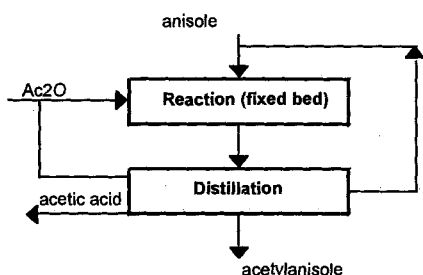 anisole
Ac2O
Reaction (fixed bed)
Distillation
acetic acid
acetylanisole